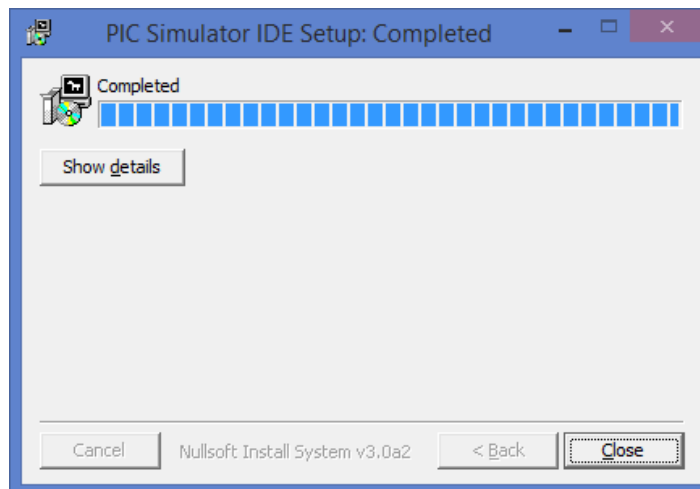 PIC Simulator IDE Setup: Completed
Completed
Show details
Cancel
Nullsoft Install System v3.0a2
< Back
Close